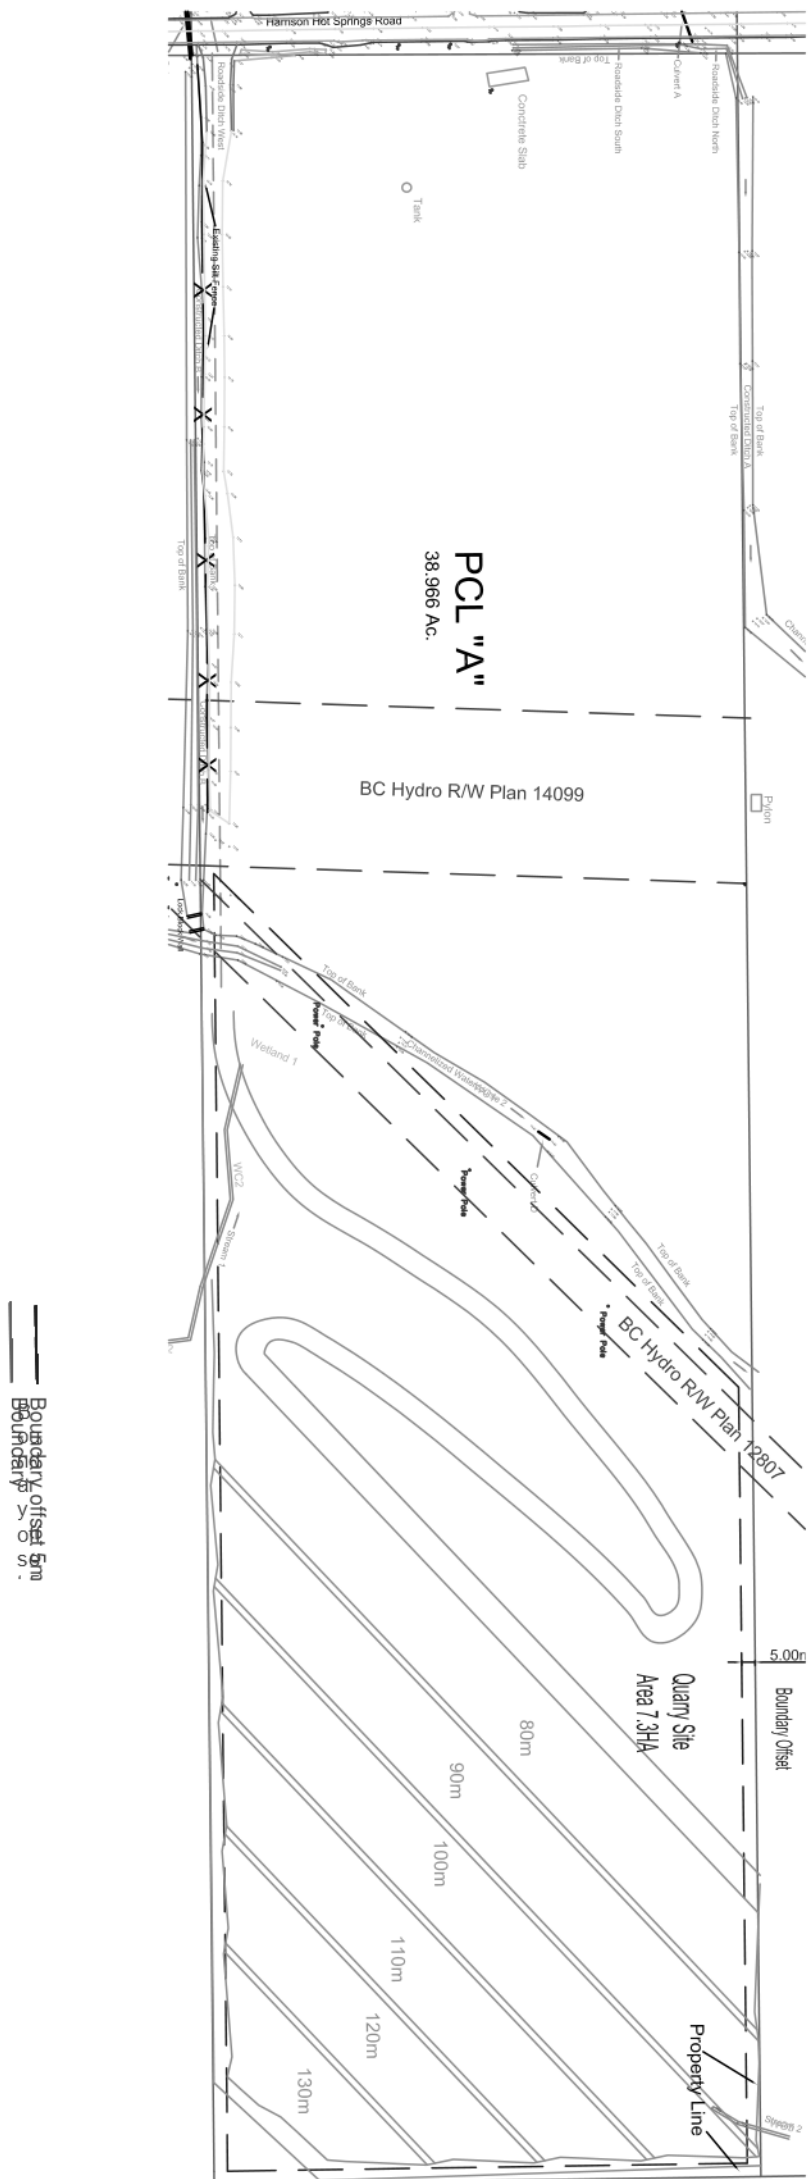 Harrison Hot Springs Road
Roadside Ditch West
Top of Bank
Roadside Ditch South
Culvert A
Roadside Ditch North
Concrete Slab
Tank
Existing Silt Fence
Constructed Ditch B
Top of Bank
Constructed Ditch A
Top of Bank
PCL "A"
38.966 Ac.
Top of Bank
BC Hydro R/W Plan 14099
Pylon
Top of Bank
Top of Bank
Power Pole
Wetland 1
Channelized
Power Pole
WC2
Stream 1
Top of Bank
Top of Bank
Power Pole
BC Hydro R/W Plan 12807
Boundary offset 5m
Boundary
5.00m
Boundary Offset
Quarry Site
Area 7.3HA
80m
90m
100m
110m
120m
130m
Property Line
Stream 2